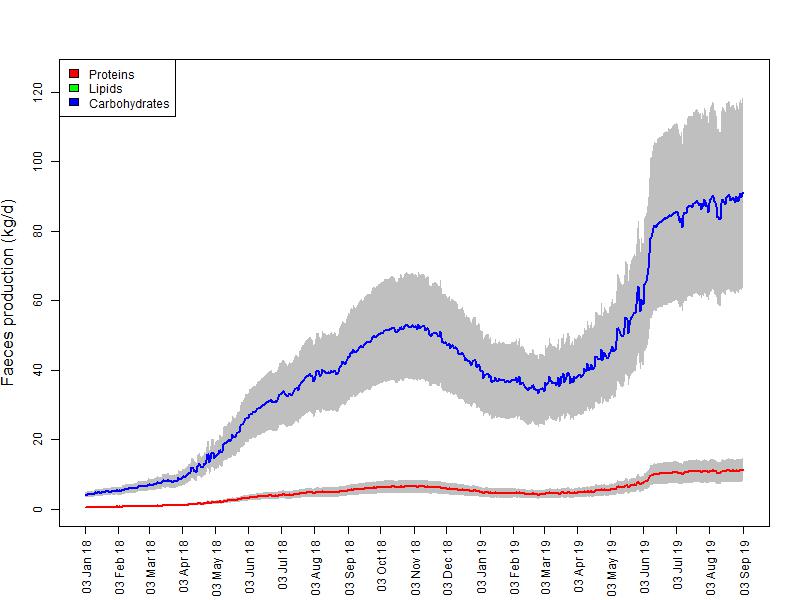 Proteins
Lipids
Carbohydrates
Faeces production (kg/d)
120
100
80
60
40
20
0
03 Jan 18
03 Feb 18
03 Mar 18
03 Apr 18
03 May 18
03 Jun 18
03 Jul 18
03 Aug 18
03 Sep 18
03 Oct 18
03 Nov 18
03 Dec 18
03 Jan 19
03 Feb 19
03 Mar 19
03 Apr 19
03 May 19
03 Jun 19
03 Jul 19
03 Aug 19
03 Sep 19